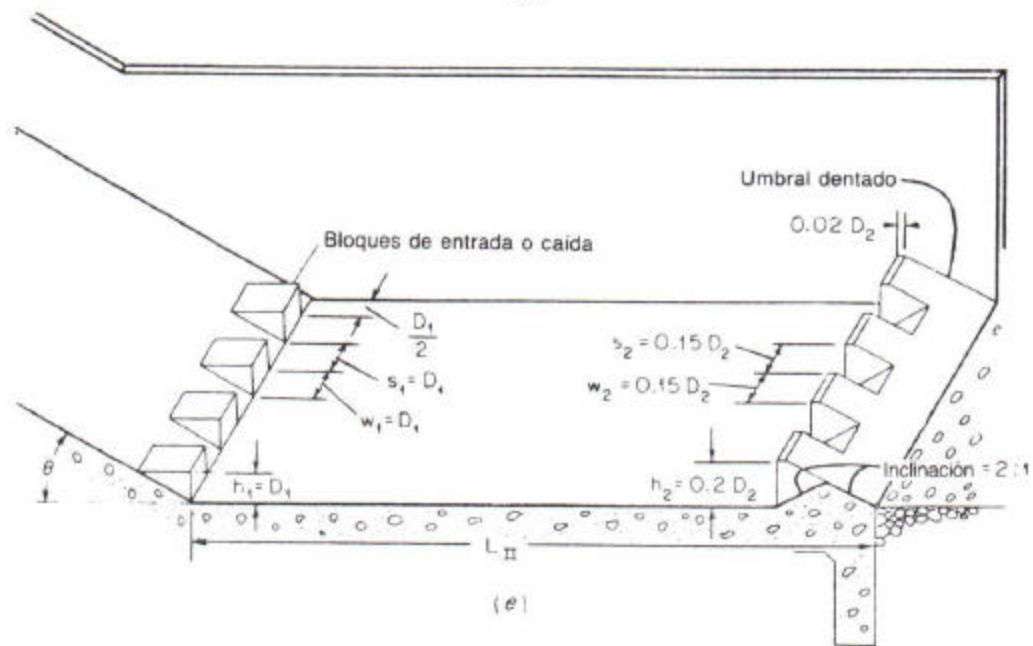 Umbral dentado
0.02 D₂
Bloques de entrada o caída
D₁
2
s₁ = D₁
w₁ = D₁
s₂ = 0.15 D₂
w₂ = 0.15 D₂
θ
h₁ = D₁
h₂ = 0.2 D₂
Inclinación = 2:1
L II
(e)